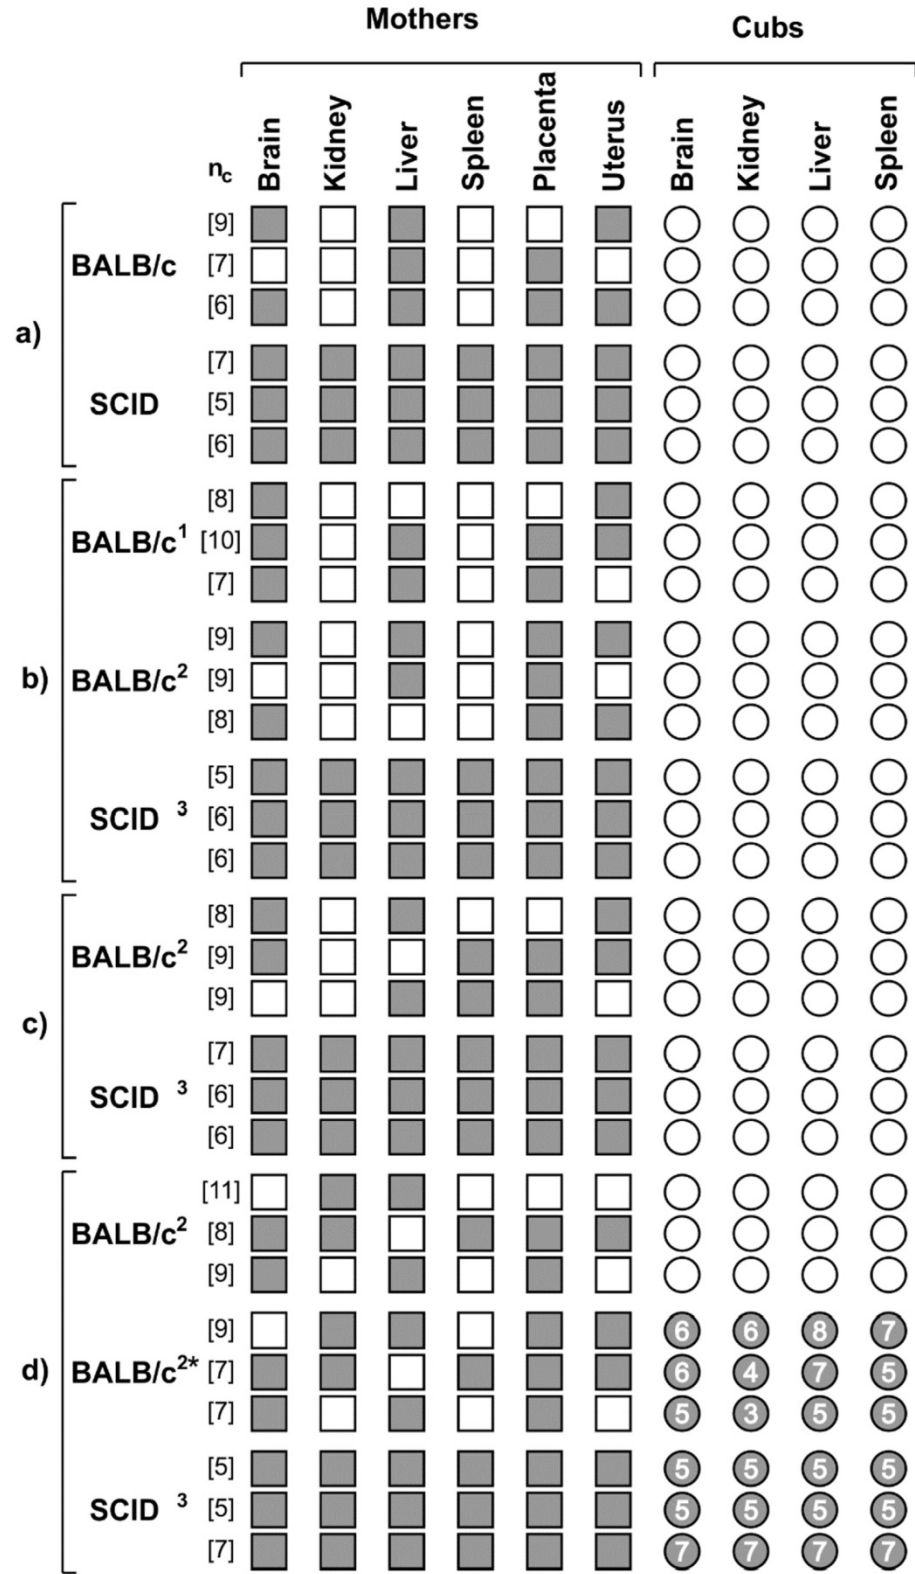 Mothers
Cubs
n_c Brain Kidney Liver Spleen Placenta Uterus Brain Kidney Liver Spleen
[9]
a) BALB/c [7]
[6]
[7]
SCID [5]
[6]
[8]
BALB/c¹ [10]
[7]
[9]
b) BALB/c² [9]
[8]
[5]
SCID ³ [6]
[6]
[8]
BALB/c² [9]
c) [9]
[7]
SCID ³ [6]
[6]
[11]
BALB/c² [8]
[9]
[9] 6 6 8 7
d) BALB/c²* [7] 6 4 7 5
[7] 5 3 5 5
[5] 5 5 5 5
SCID ³ [5] 5 5 5 5
[7] 7 7 7 7